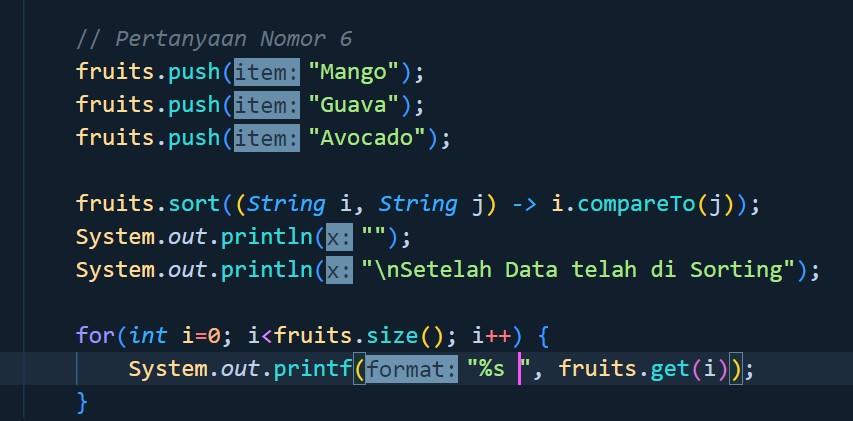 // Pertanyaan Nomor 6
fruits.push(item: "Mango");
fruits.push(item: "Guava");
fruits.push(item: "Avocado");
fruits.sort((String i, String j) -> i.compareTo(j));
System.out.println(x: "");
System.out.println(x: "\nSetelah Data telah di Sorting");
for(int i=0; i<fruits.size(); i++) {
System.out.printf(format: "%s ", fruits.get(i));
}